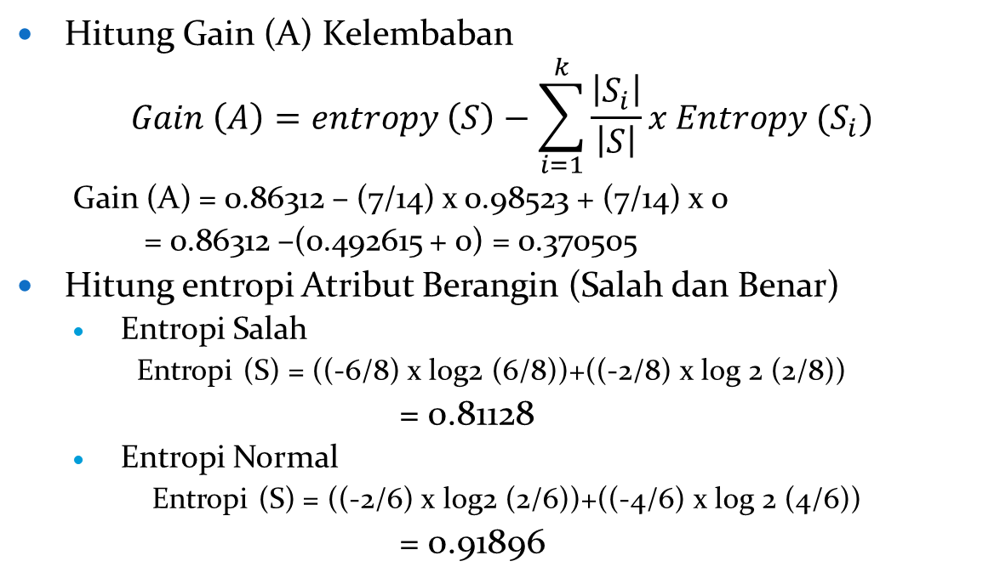 • Hitung Gain (A) Kelembaban
Gain (A) = entropy (S) − ∑_{i=1}^{k} |S_i|/|S| x Entropy (S_i)
Gain (A) = 0.86312 – (7/14) x 0.98523 + (7/14) x 0
= 0.86312 –(0.492615 + 0) = 0.370505
• Hitung entropi Atribut Berangin (Salah dan Benar)
• Entropi Salah
Entropi (S) = ((-6/8) x log2 (6/8))+((-2/8) x log 2 (2/8))
= 0.81128
• Entropi Normal
Entropi (S) = ((-2/6) x log2 (2/6))+((-4/6) x log 2 (4/6))
= 0.91896